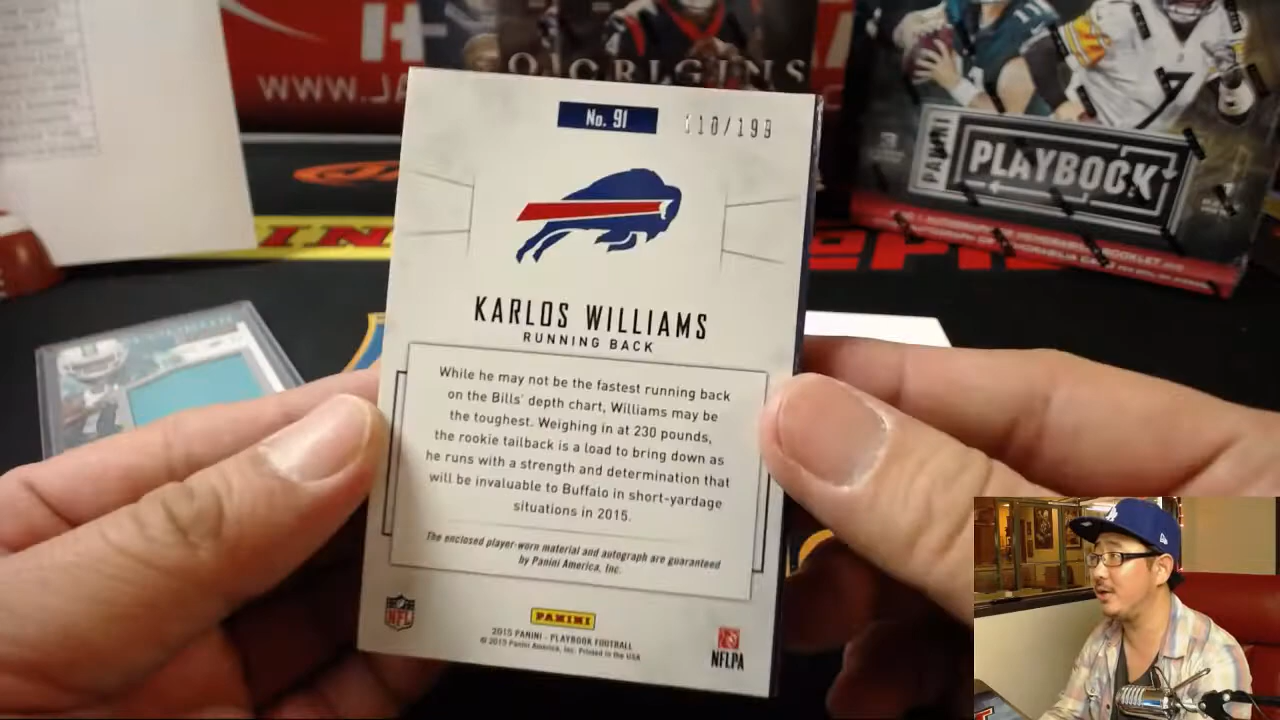 ORIGINS
WWW.JA
No. 91
110/199
PANINI
PLAYBOOK
KARLOS WILLIAMS
RUNNING BACK
While he may not be the fastest running back
on the Bills' depth chart, Williams may be
the toughest. Weighing in at 230 pounds,
the rookie tailback is a load to bring down as
he runs with a strength and determination that
will be invaluable to Buffalo in short-yardage
situations in 2015.
The enclosed player-worn material and autograph are guaranteed
by Panini America, Inc.
NFL
PANINI
2015 PANINI - PLAYBOOK FOOTBALL
© 2015 Panini America, Inc. Printed in the USA
NFLPA